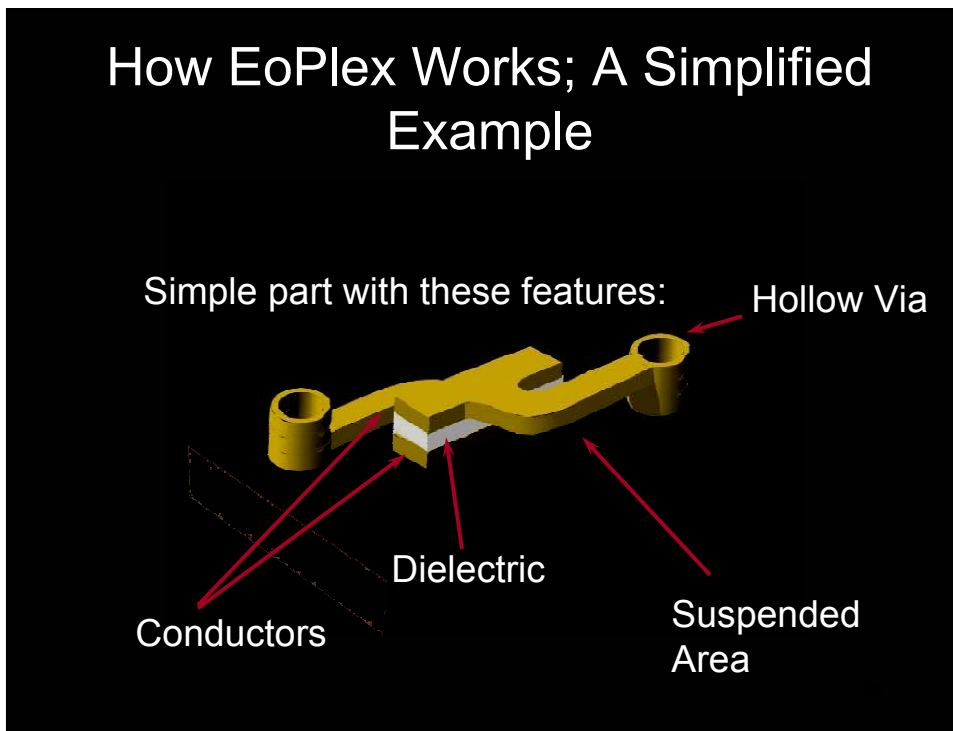 How EoPlex Works; A Simplified
Example
Simple part with these features:
Hollow Via
Dielectric
Conductors
Suspended
Area